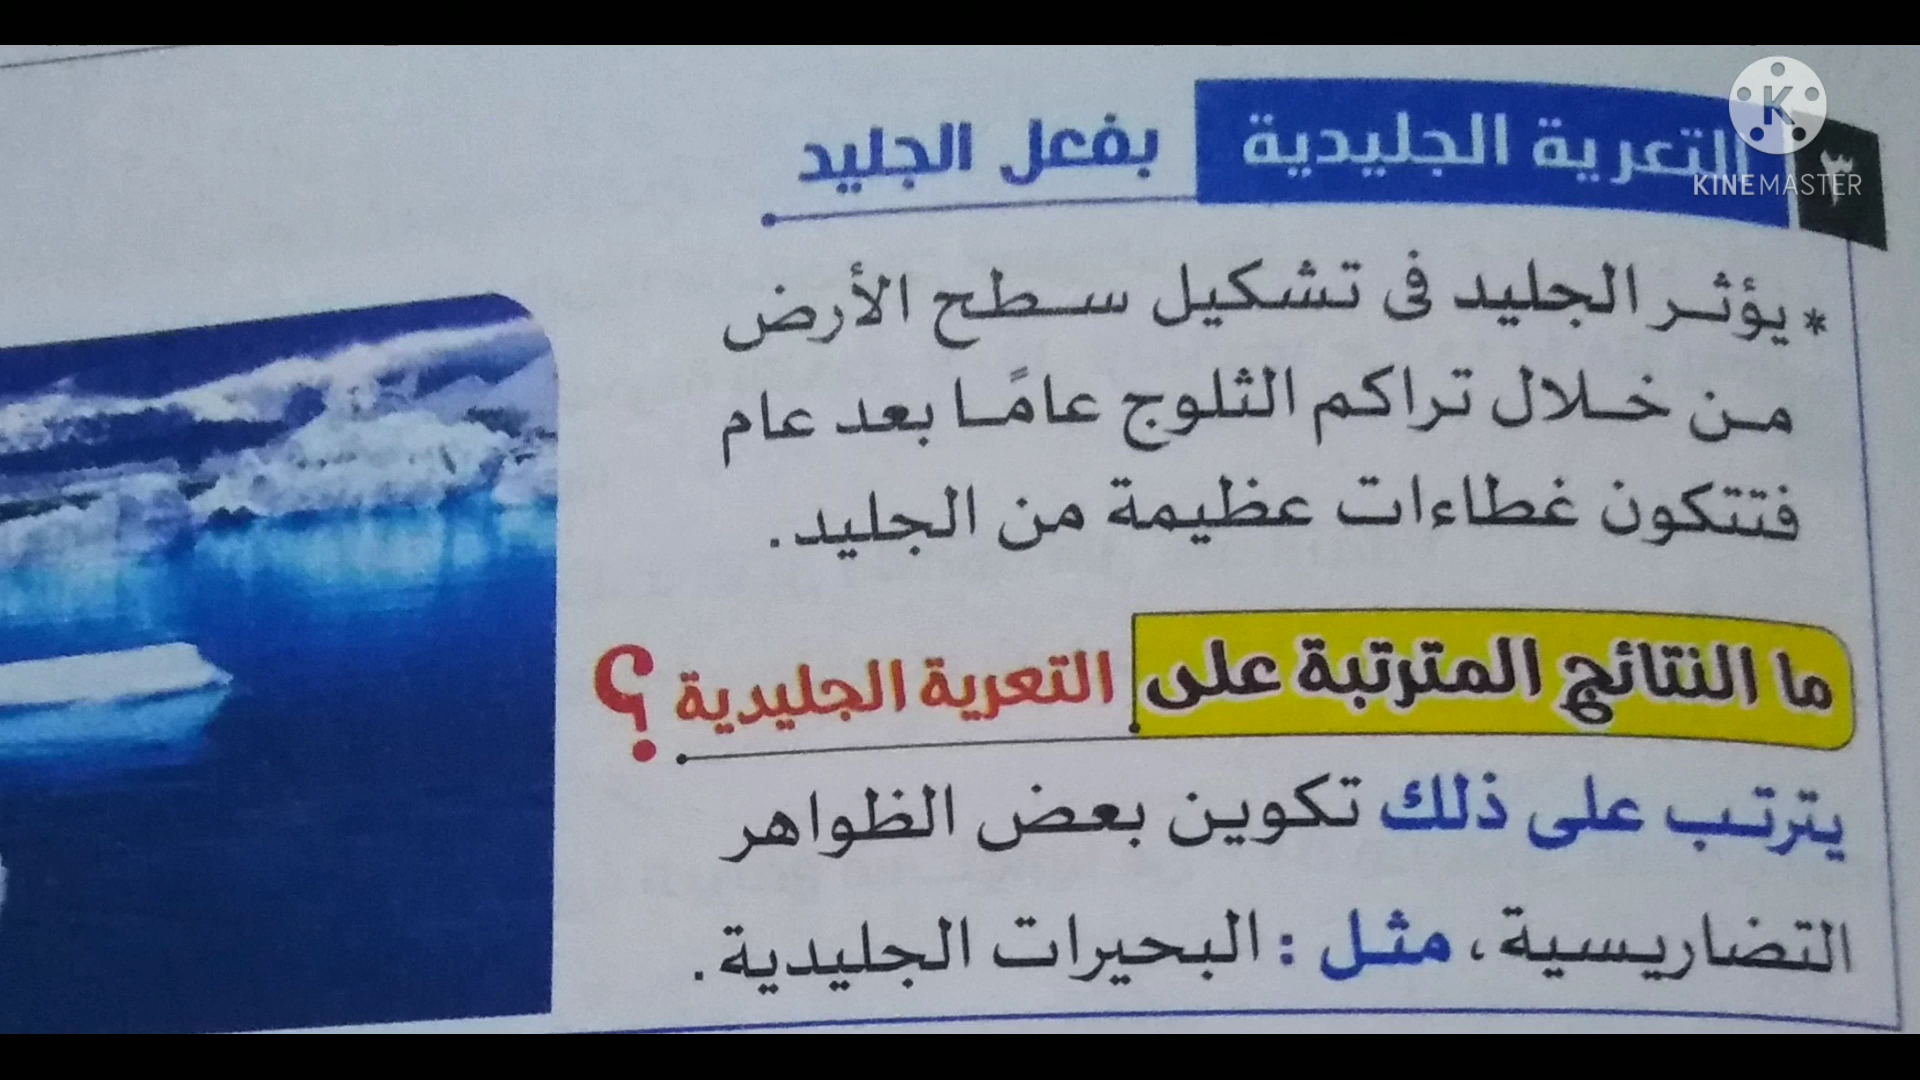 ٣ التعرية الجليدية بفعل الجليد
KINEMASTER
* يؤثر الجليد فى تشكيل سطح الأرض
من خلال تراكم الثلوج عامًا بعد عام
فتتكون غطاءات عظيمة من الجليد.
ما النتائج المترتبة على التعرية الجليدية ؟
يترتب على ذلك تكوين بعض الظواهر
التضاريسية، مثل : البحيرات الجليدية.